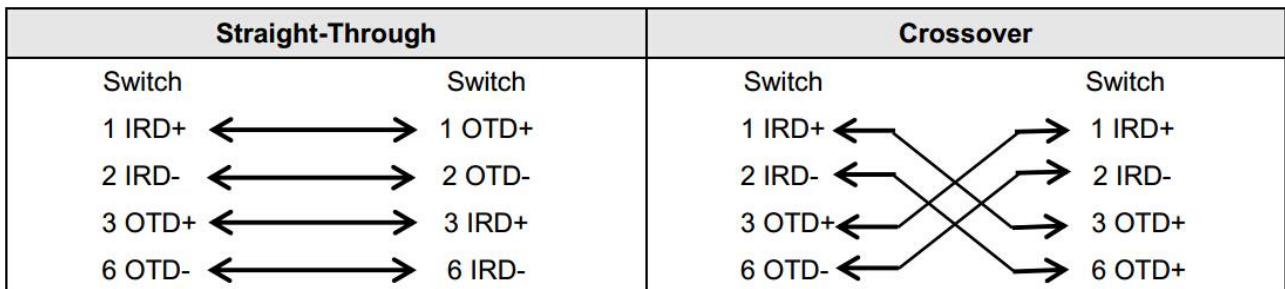 Straight-Through Crossover
Switch Switch Switch Switch
1 IRD+ 1 OTD+ 1 IRD+ 1 IRD+
2 IRD- 2 OTD- 2 IRD- 2 IRD-
3 OTD+ 3 IRD+ 3 OTD+ 3 OTD+
6 OTD- 6 IRD- 6 OTD- 6 OTD+